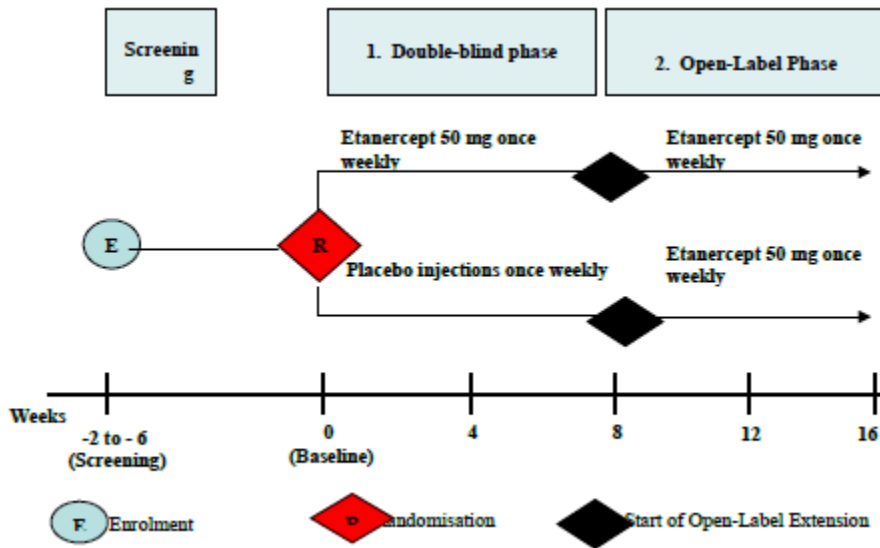 Screenin
g
1. Double-blind phase
2. Open-Label Phase
Etanercept 50 mg once
weekly
Etanercept 50 mg once
weekly
E
R
Placebo injections once weekly
Etanercept 50 mg once
weekly
Weeks
-2 to - 6
(Screening)
0
(Baseline)
4
8
12
16
E
Enrolment
andomisation
Start of Open-Label Extension